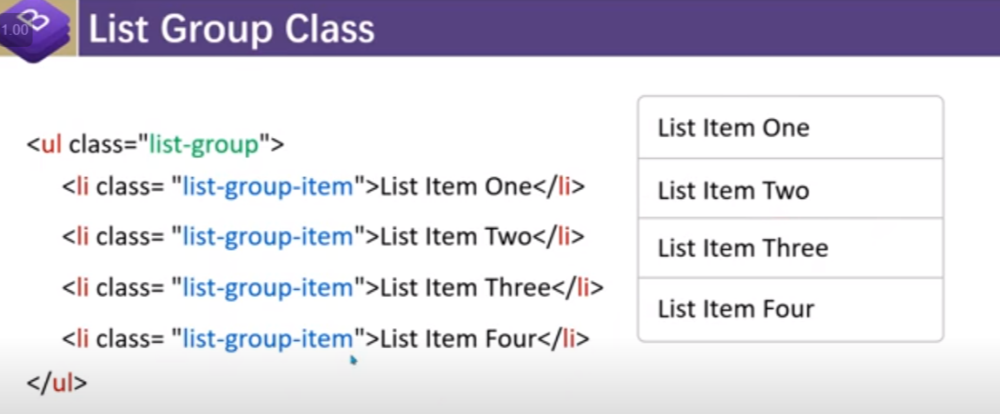 1.00
List Group Class
<ul class="list-group">
<li class= "list-group-item">List Item One</li>
<li class= "list-group-item">List Item Two</li>
<li class= "list-group-item">List Item Three</li>
<li class= "list-group-item">List Item Four</li>
</ul>
List Item One
List Item Two
List Item Three
List Item Four